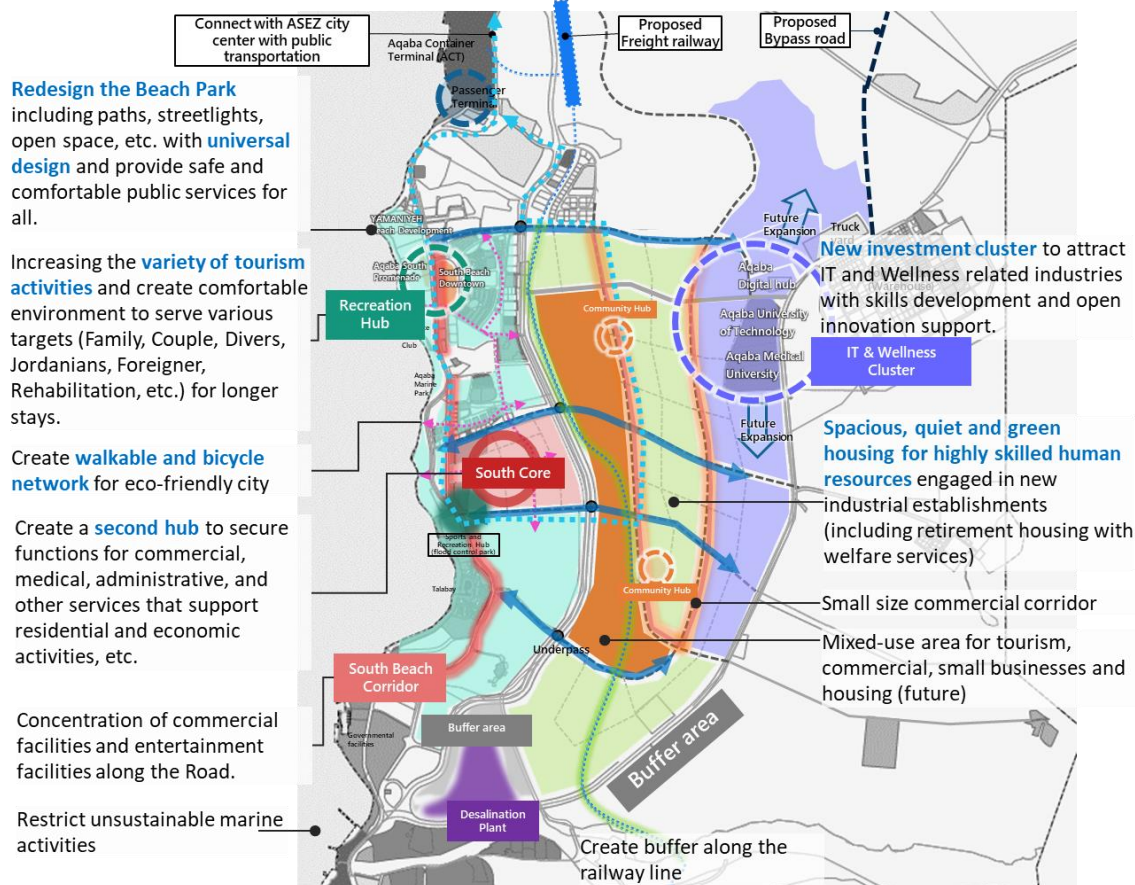 Connect with ASEZ city
center with public
transportation
Proposed
Freight railway
Proposed
Bypass road
Aqaba Container
Terminal (ACT)
Passenger
Terminal
Redesign the Beach Park
including paths, streetlights,
open space, etc. with universal
design and provide safe and
comfortable public services for
all.
Increasing the variety of tourism
activities and create comfortable
environment to serve various
targets (Family, Couple, Divers,
Jordanians, Foreigner,
Rehabilitation, etc.) for longer
stays.
Create walkable and bicycle
network for eco-friendly city
Create a second hub to secure
functions for commercial,
medical, administrative, and
other services that support
residential and economic
activities, etc.
Concentration of commercial
facilities and entertainment
facilities along the Road.
Restrict unsustainable marine
activities
YAMANIYEH
Beach Development
Aqaba South
Promenade
South Beach
Downtown
Recreation
Hub
Club
Aqaba
Marine Park
South Core
Sports and
Recreation Hub
(flood control park)
Talabay
South Beach
Corridor
Governmental
facilities
Buffer area
Desalination
Plant
Underpass
Community Hub
Community Hub
Buffer area
Create buffer along the
railway line
Future
Expansion
Truck
Aqaba
Digital hub
Aqaba University
of Technology
Aqaba Medical
University
Future
Expansion
New investment cluster to attract
IT and Wellness related industries
with skills development and open
innovation support.
(Warehouse)
IT & Wellness
Cluster
Spacious, quiet and green
housing for highly skilled human
resources engaged in new
industrial establishments
(including retirement housing with
welfare services)
Small size commercial corridor
Mixed-use area for tourism,
commercial, small businesses and
housing (future)